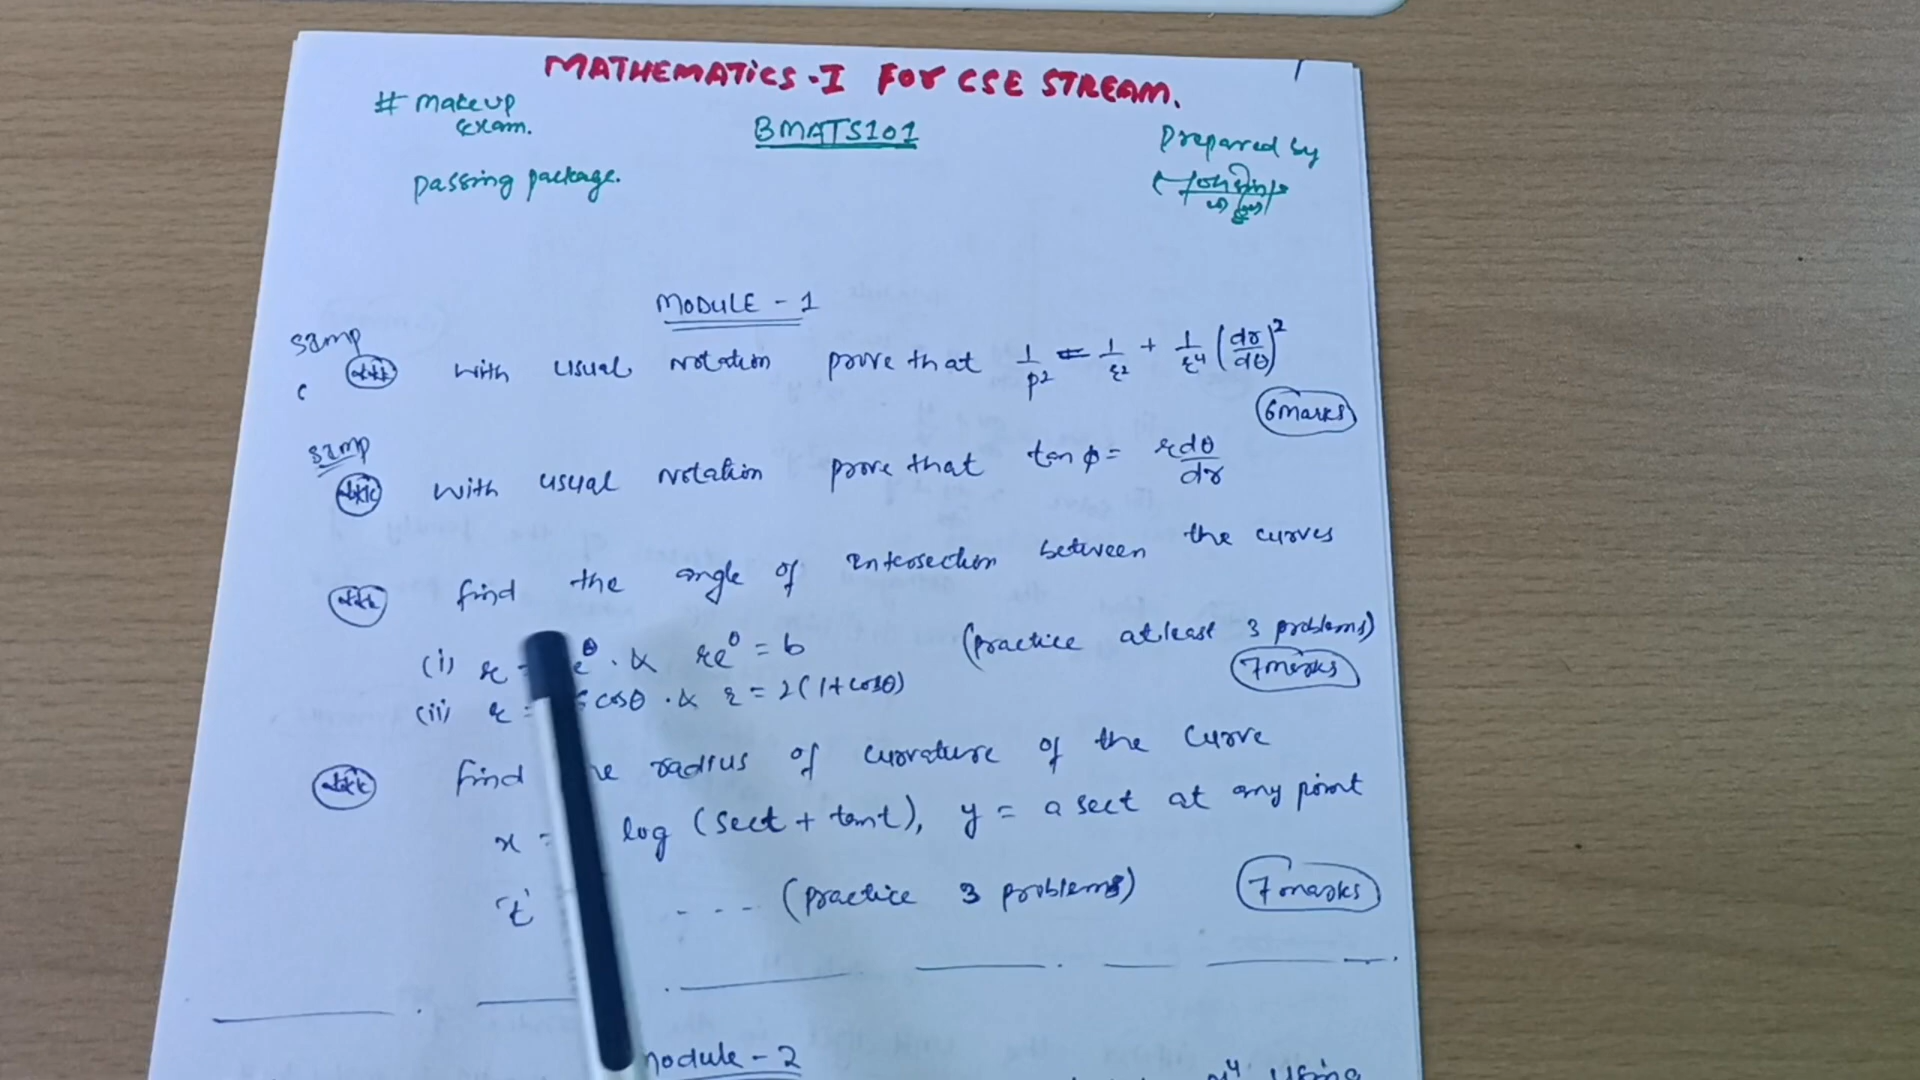 MATHEMATICS-I FOR CSE STREAM.
# makeup
exam.
BMATS101
Prepared by
passing package.
MODULE - 1
simp
with usual notation prove that 1/p² = 1/r² + 1/r⁴ (dr/dθ)²
6 marks
simp
with usual notation prove that tan φ = rdθ/dr
find the angle of intersection between the curves
(i) r = e^θ . & re^θ = b (practice atleast 3 problems)
7 marks
(ii) r = cosθ . & r = 2(1+cosθ)
find radius of curvature of the curve
x = log (sect + tant), y = a sect at any point
't' - - - (practice 3 problems)
7 marks
module - 2
using